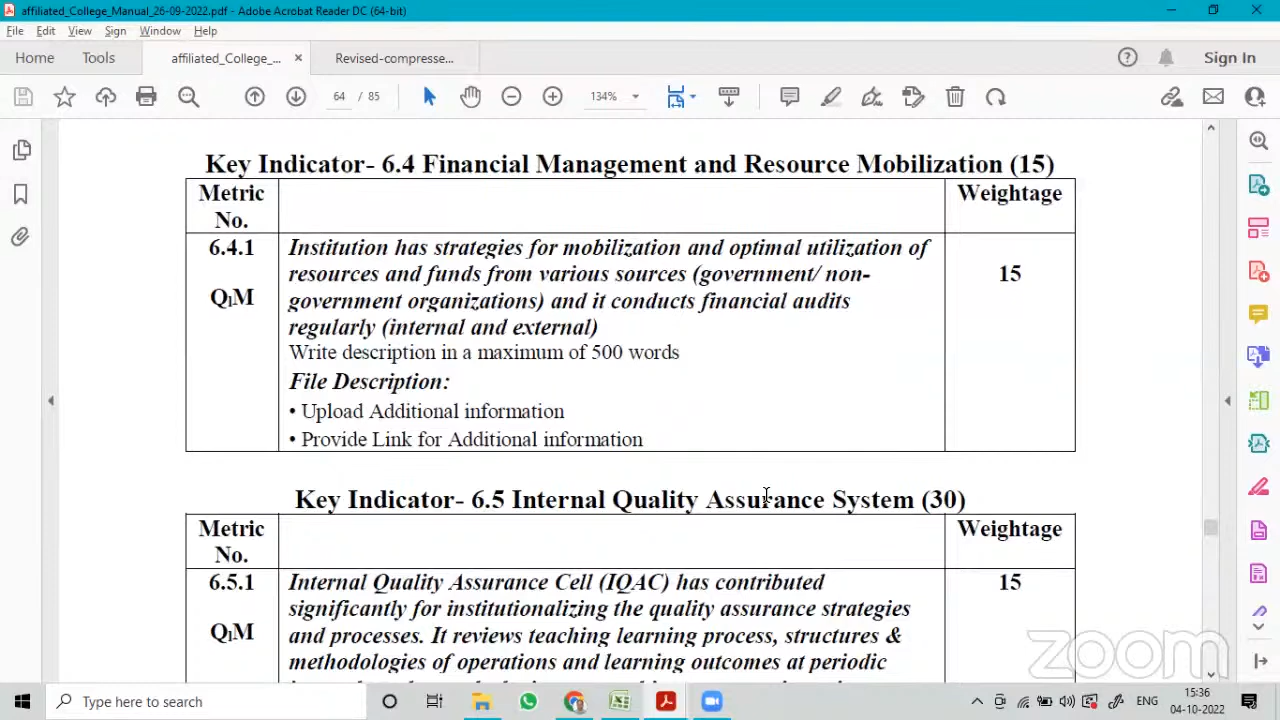 affiliated_College_Manual_26-09-2022.pdf - Adobe Acrobat Reader DC (64-bit)
File Edit View Sign Window Help
Home Tools affiliated_College_... Revised-compresse... Sign In
64 / 85 134%
Key Indicator- 6.4 Financial Management and Resource Mobilization (15)
Metric No. Weightage
6.4.1 Institution has strategies for mobilization and optimal utilization of
resources and funds from various sources (government/ non- 15
QlM government organizations) and it conducts financial audits
regularly (internal and external)
Write description in a maximum of 500 words
File Description:
• Upload Additional information
• Provide Link for Additional information
Key Indicator- 6.5 Internal Quality Assurance System (30)
Metric No. Weightage
6.5.1 Internal Quality Assurance Cell (IQAC) has contributed 15
significantly for institutionalizing the quality assurance strategies
QlM and processes. It reviews teaching learning process, structures &
methodologies of operations and learning outcomes at periodic
zoom
Type here to search
ENG 15:36
04-10-2022